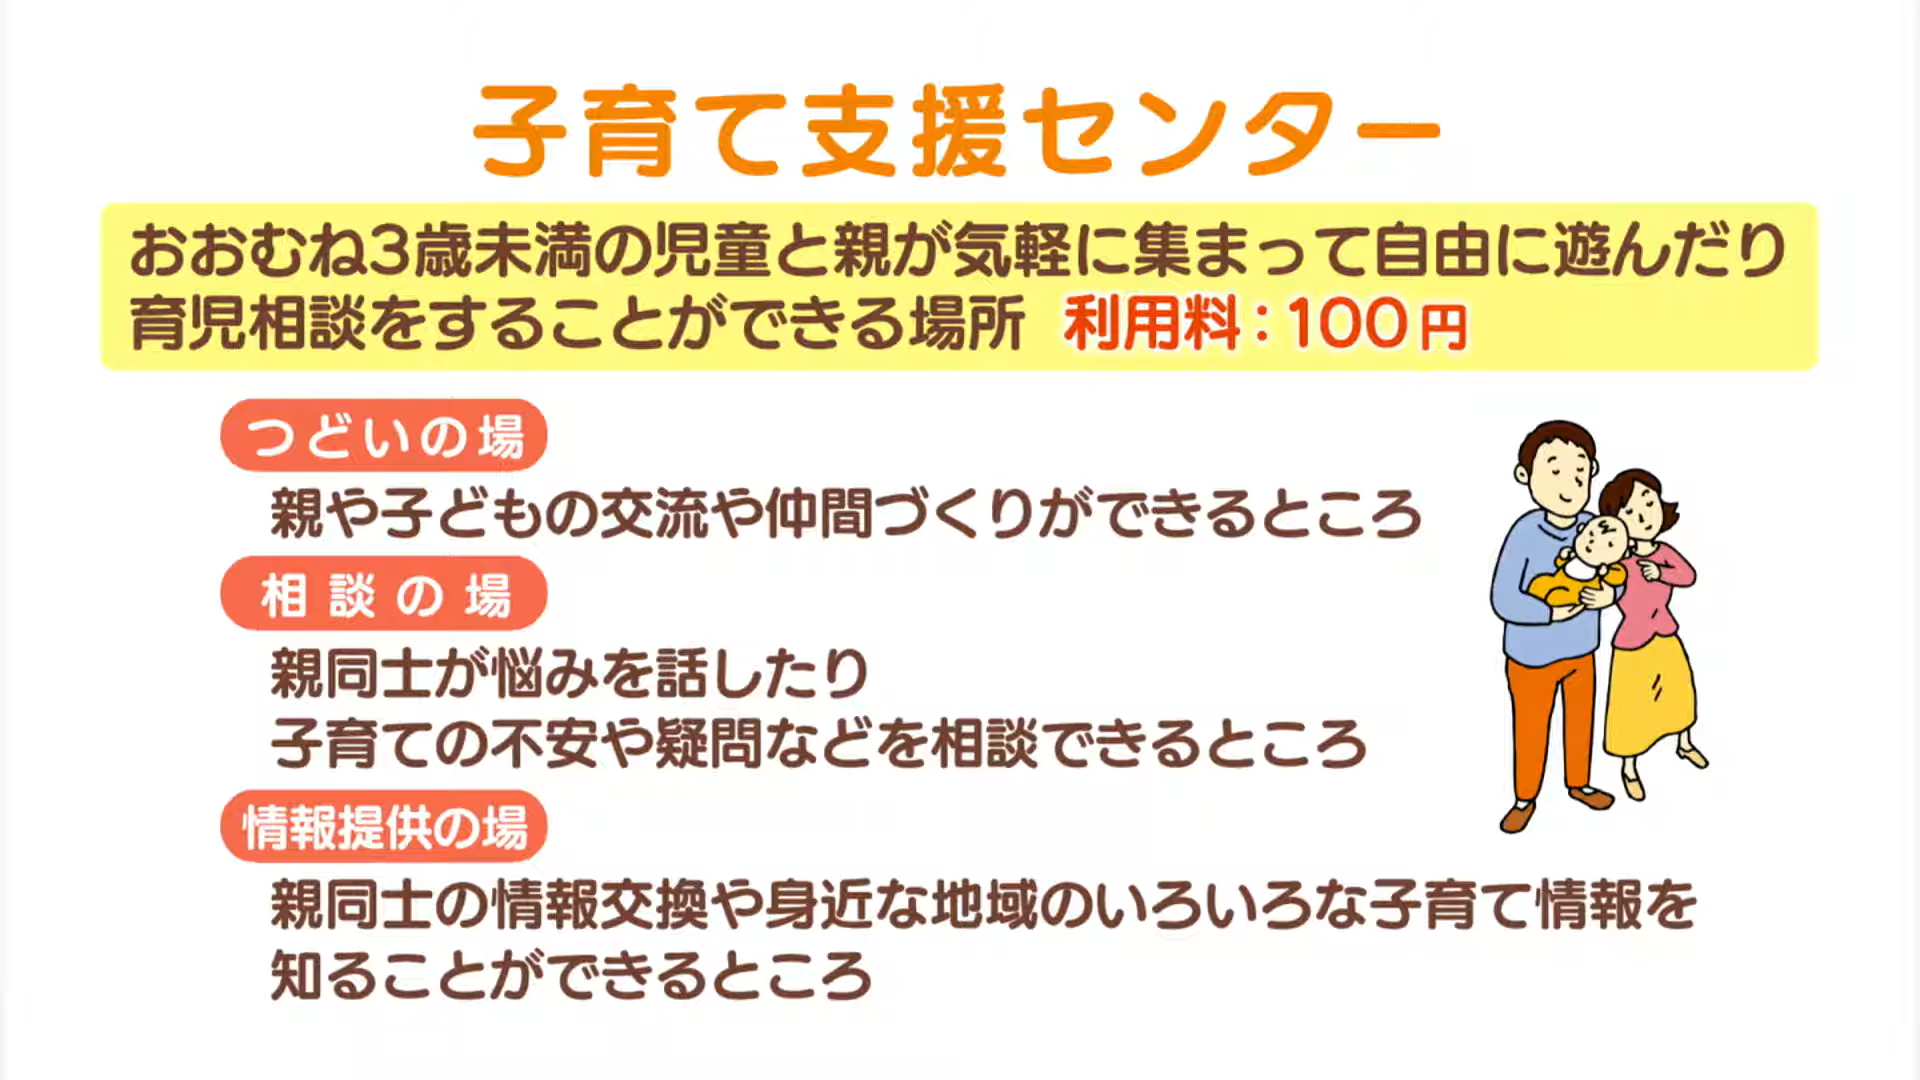 子育て支援センター
おおむね3歳未満の児童と親が気軽に集まって自由に遊んだり
育児相談をすることができる場所 利用料：100円
つどいの場
親や子どもの交流や仲間づくりができるところ
相談の場
親同士が悩みを話したり
子育ての不安や疑問などを相談できるところ
情報提供の場
親同士の情報交換や身近な地域のいろいろな子育て情報を
知ることができるところ